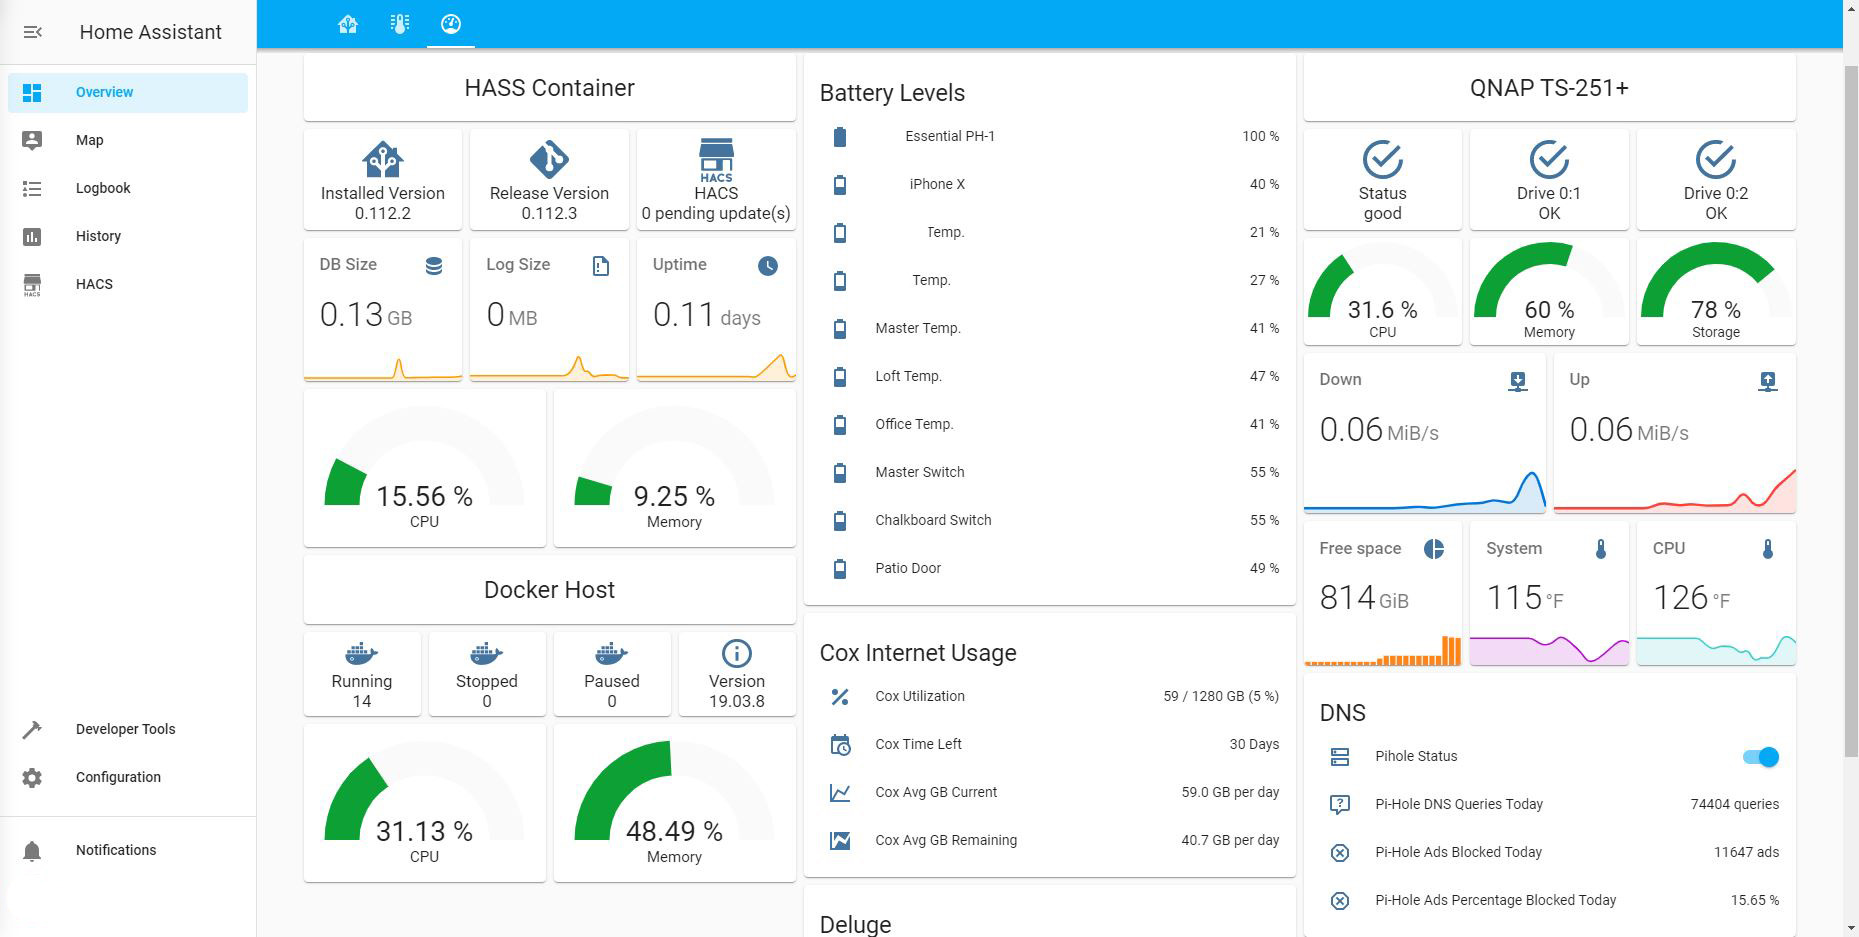 Home Assistant
Overview
Map
Logbook
History
HACS
HACS
Developer Tools
Configuration
Notifications
HASS Container
Installed Version
0.112.2
Release Version
0.112.3
HACS
HACS
0 pending update(s)
DB Size
0.13 GB
Log Size
0 MB
Uptime
0.11 days
15.56 %
CPU
9.25 %
Memory
Docker Host
Running
14
Stopped
0
Paused
0
Version
19.03.8
31.13 %
CPU
48.49 %
Memory
Battery Levels
Essential PH-1 100 %
iPhone X 40 %
Temp. 21 %
Temp. 27 %
Master Temp. 41 %
Loft Temp. 47 %
Office Temp. 41 %
Master Switch 55 %
Chalkboard Switch 55 %
Patio Door 49 %
Cox Internet Usage
Cox Utilization 59 / 1280 GB (5 %)
Cox Time Left 30 Days
Cox Avg GB Current 59.0 GB per day
Cox Avg GB Remaining 40.7 GB per day
Deluge
QNAP TS-251+
Status
good
Drive 0:1
OK
Drive 0:2
OK
31.6 %
CPU
60 %
Memory
78 %
Storage
Down
0.06 MiB/s
Up
0.06 MiB/s
Free space
814 GiB
System
115 °F
CPU
126 °F
DNS
Pihole Status
Pi-Hole DNS Queries Today 74404 queries
Pi-Hole Ads Blocked Today 11647 ads
Pi-Hole Ads Percentage Blocked Today 15.65 %